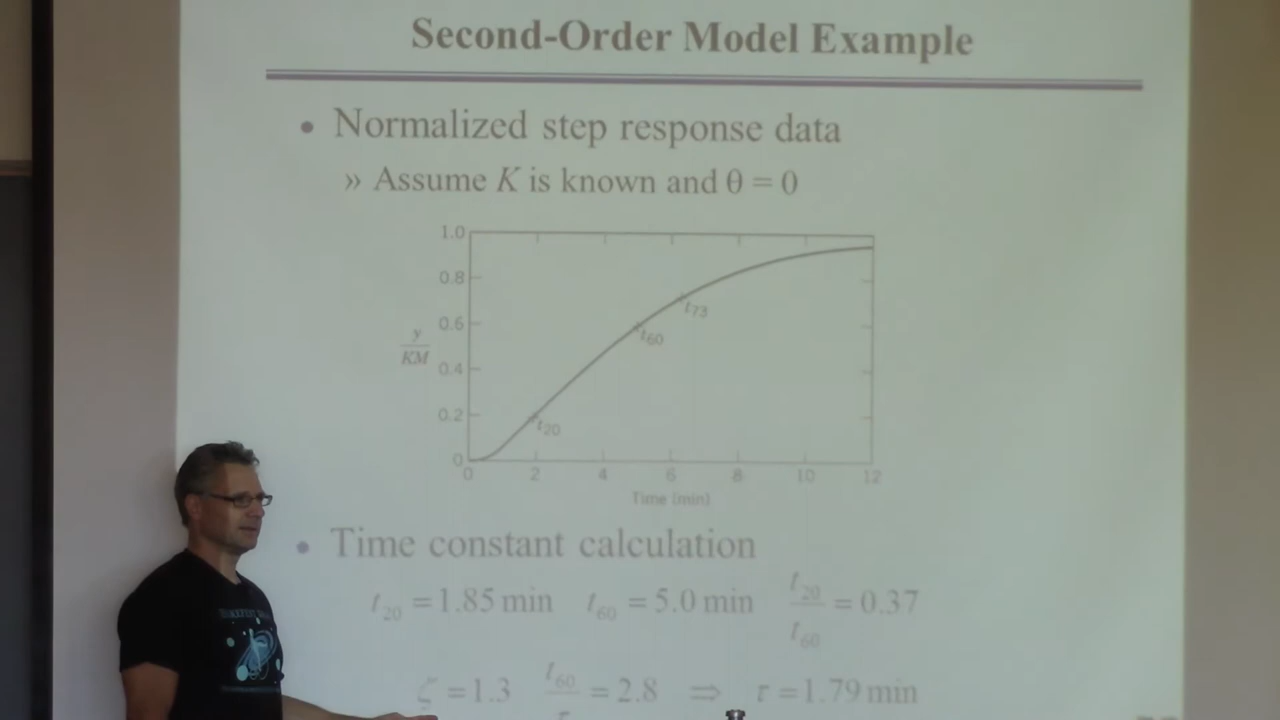 Second-Order Model Example
• Normalized step response data
» Assume K is known and θ = 0
1.0
0.8
0.6
0.4
0.2
0
y
KM
t20
t60
t73
0 2 4 6 8 10 12
Time (min)
• Time constant calculation
t20 = 1.85 min t60 = 5.0 min t20/t60 = 0.37
ζ = 1.3 t60/τ = 2.8 ⇒ τ = 1.79 min